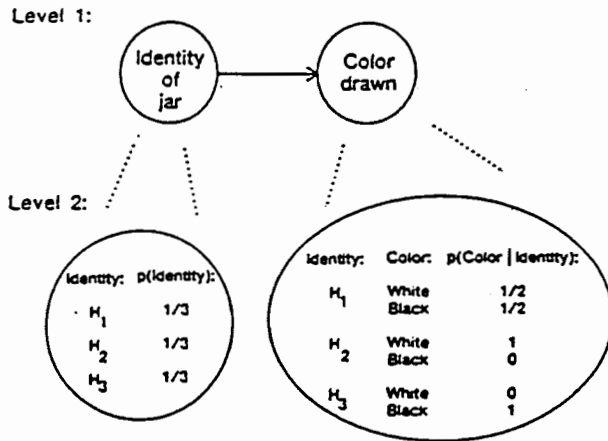 Level 1:
Identity
of
jar
Color
drawn
Level 2:
Identity: p(Identity):
H1 1/3
H2 1/3
H3 1/3
Identity: Color: p(Color | Identity):
H1 White 1/2
Black 1/2
H2 White 1
Black 0
H3 White 0
Black 1